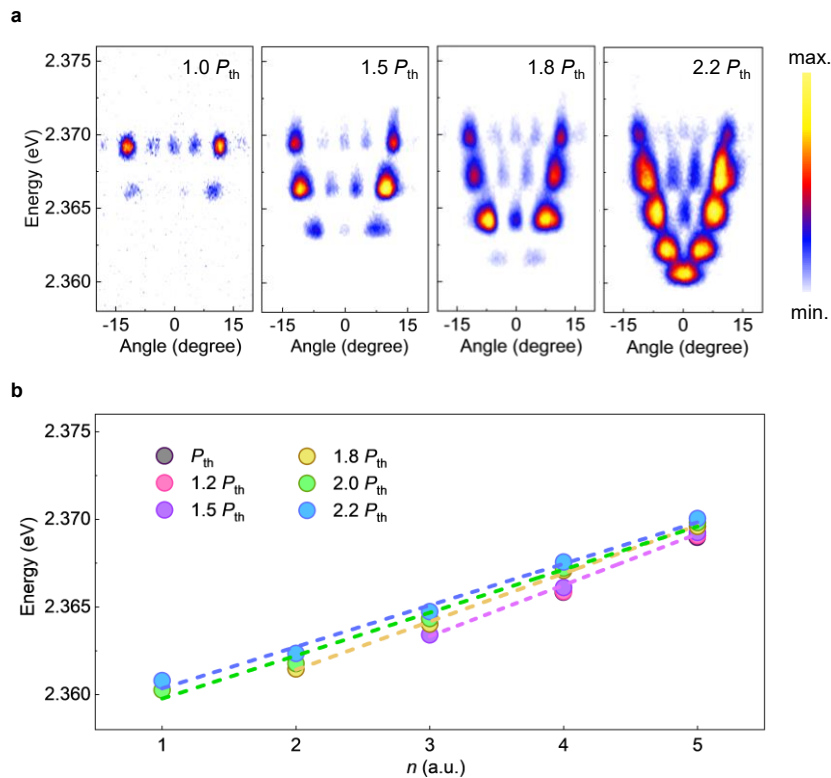 a
2.375
2.370
2.365
2.360
Energy (eV)
1.0 Pth
1.5 Pth
1.8 Pth
2.2 Pth
-15 0 15
-15 0 15
-15 0 15
-15 0 15
Angle (degree)
Angle (degree)
Angle (degree)
Angle (degree)
max.
min.
b
2.375
2.370
2.365
2.360
Energy (eV)
Pth
1.2 Pth
1.5 Pth
1.8 Pth
2.0 Pth
2.2 Pth
1 2 3 4 5
n (a.u.)